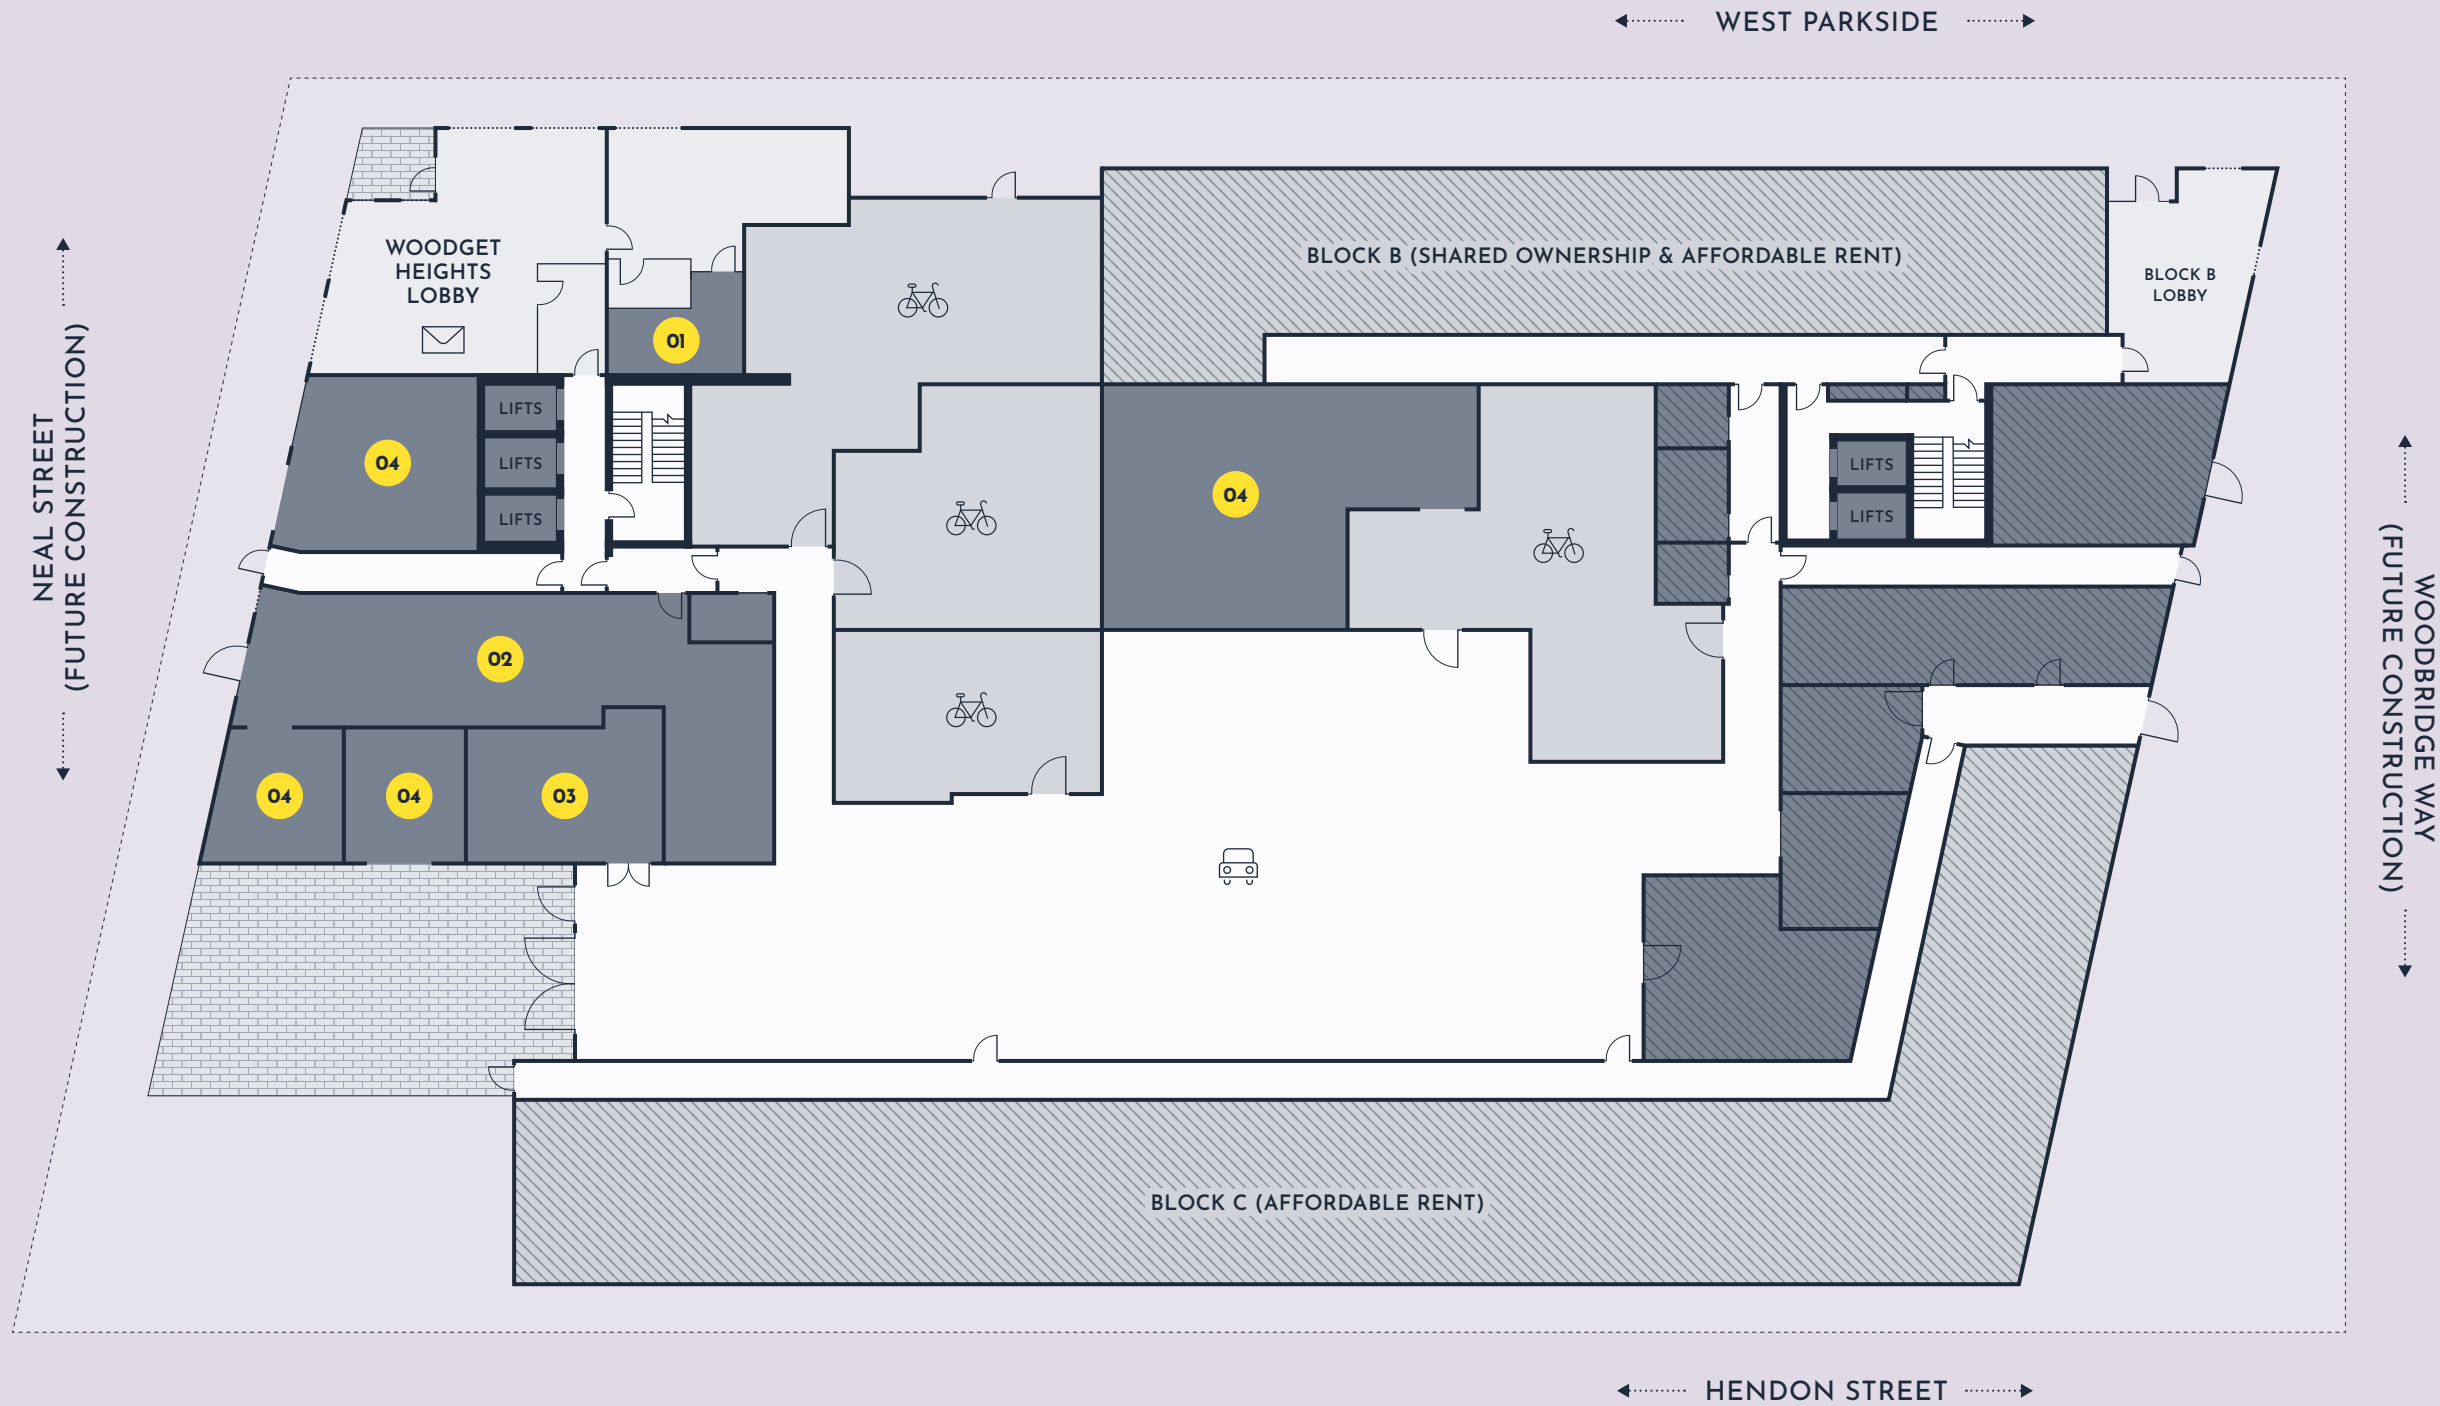 WEST PARKSIDE
WOODGET
HEIGHTS
LOBBY
BLOCK B (SHARED OWNERSHIP & AFFORDABLE RENT)
BLOCK B
LOBBY
01
LIFTS
LIFTS
LIFTS
04
04
LIFTS
LIFTS
NEAL STREET
(FUTURE CONSTRUCTION)
WOODBRIDGE WAY
(FUTURE CONSTRUCTION)
02
04
04
03
BLOCK C (AFFORDABLE RENT)
HENDON STREET